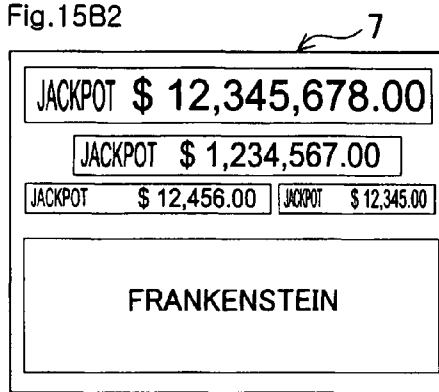 Fig.15B2
7
JACKPOT $ 12,345,678.00
JACKPOT $ 1,234,567.00
JACKPOT $ 12,456.00 JACKPOT $ 12,345.00
FRANKENSTEIN